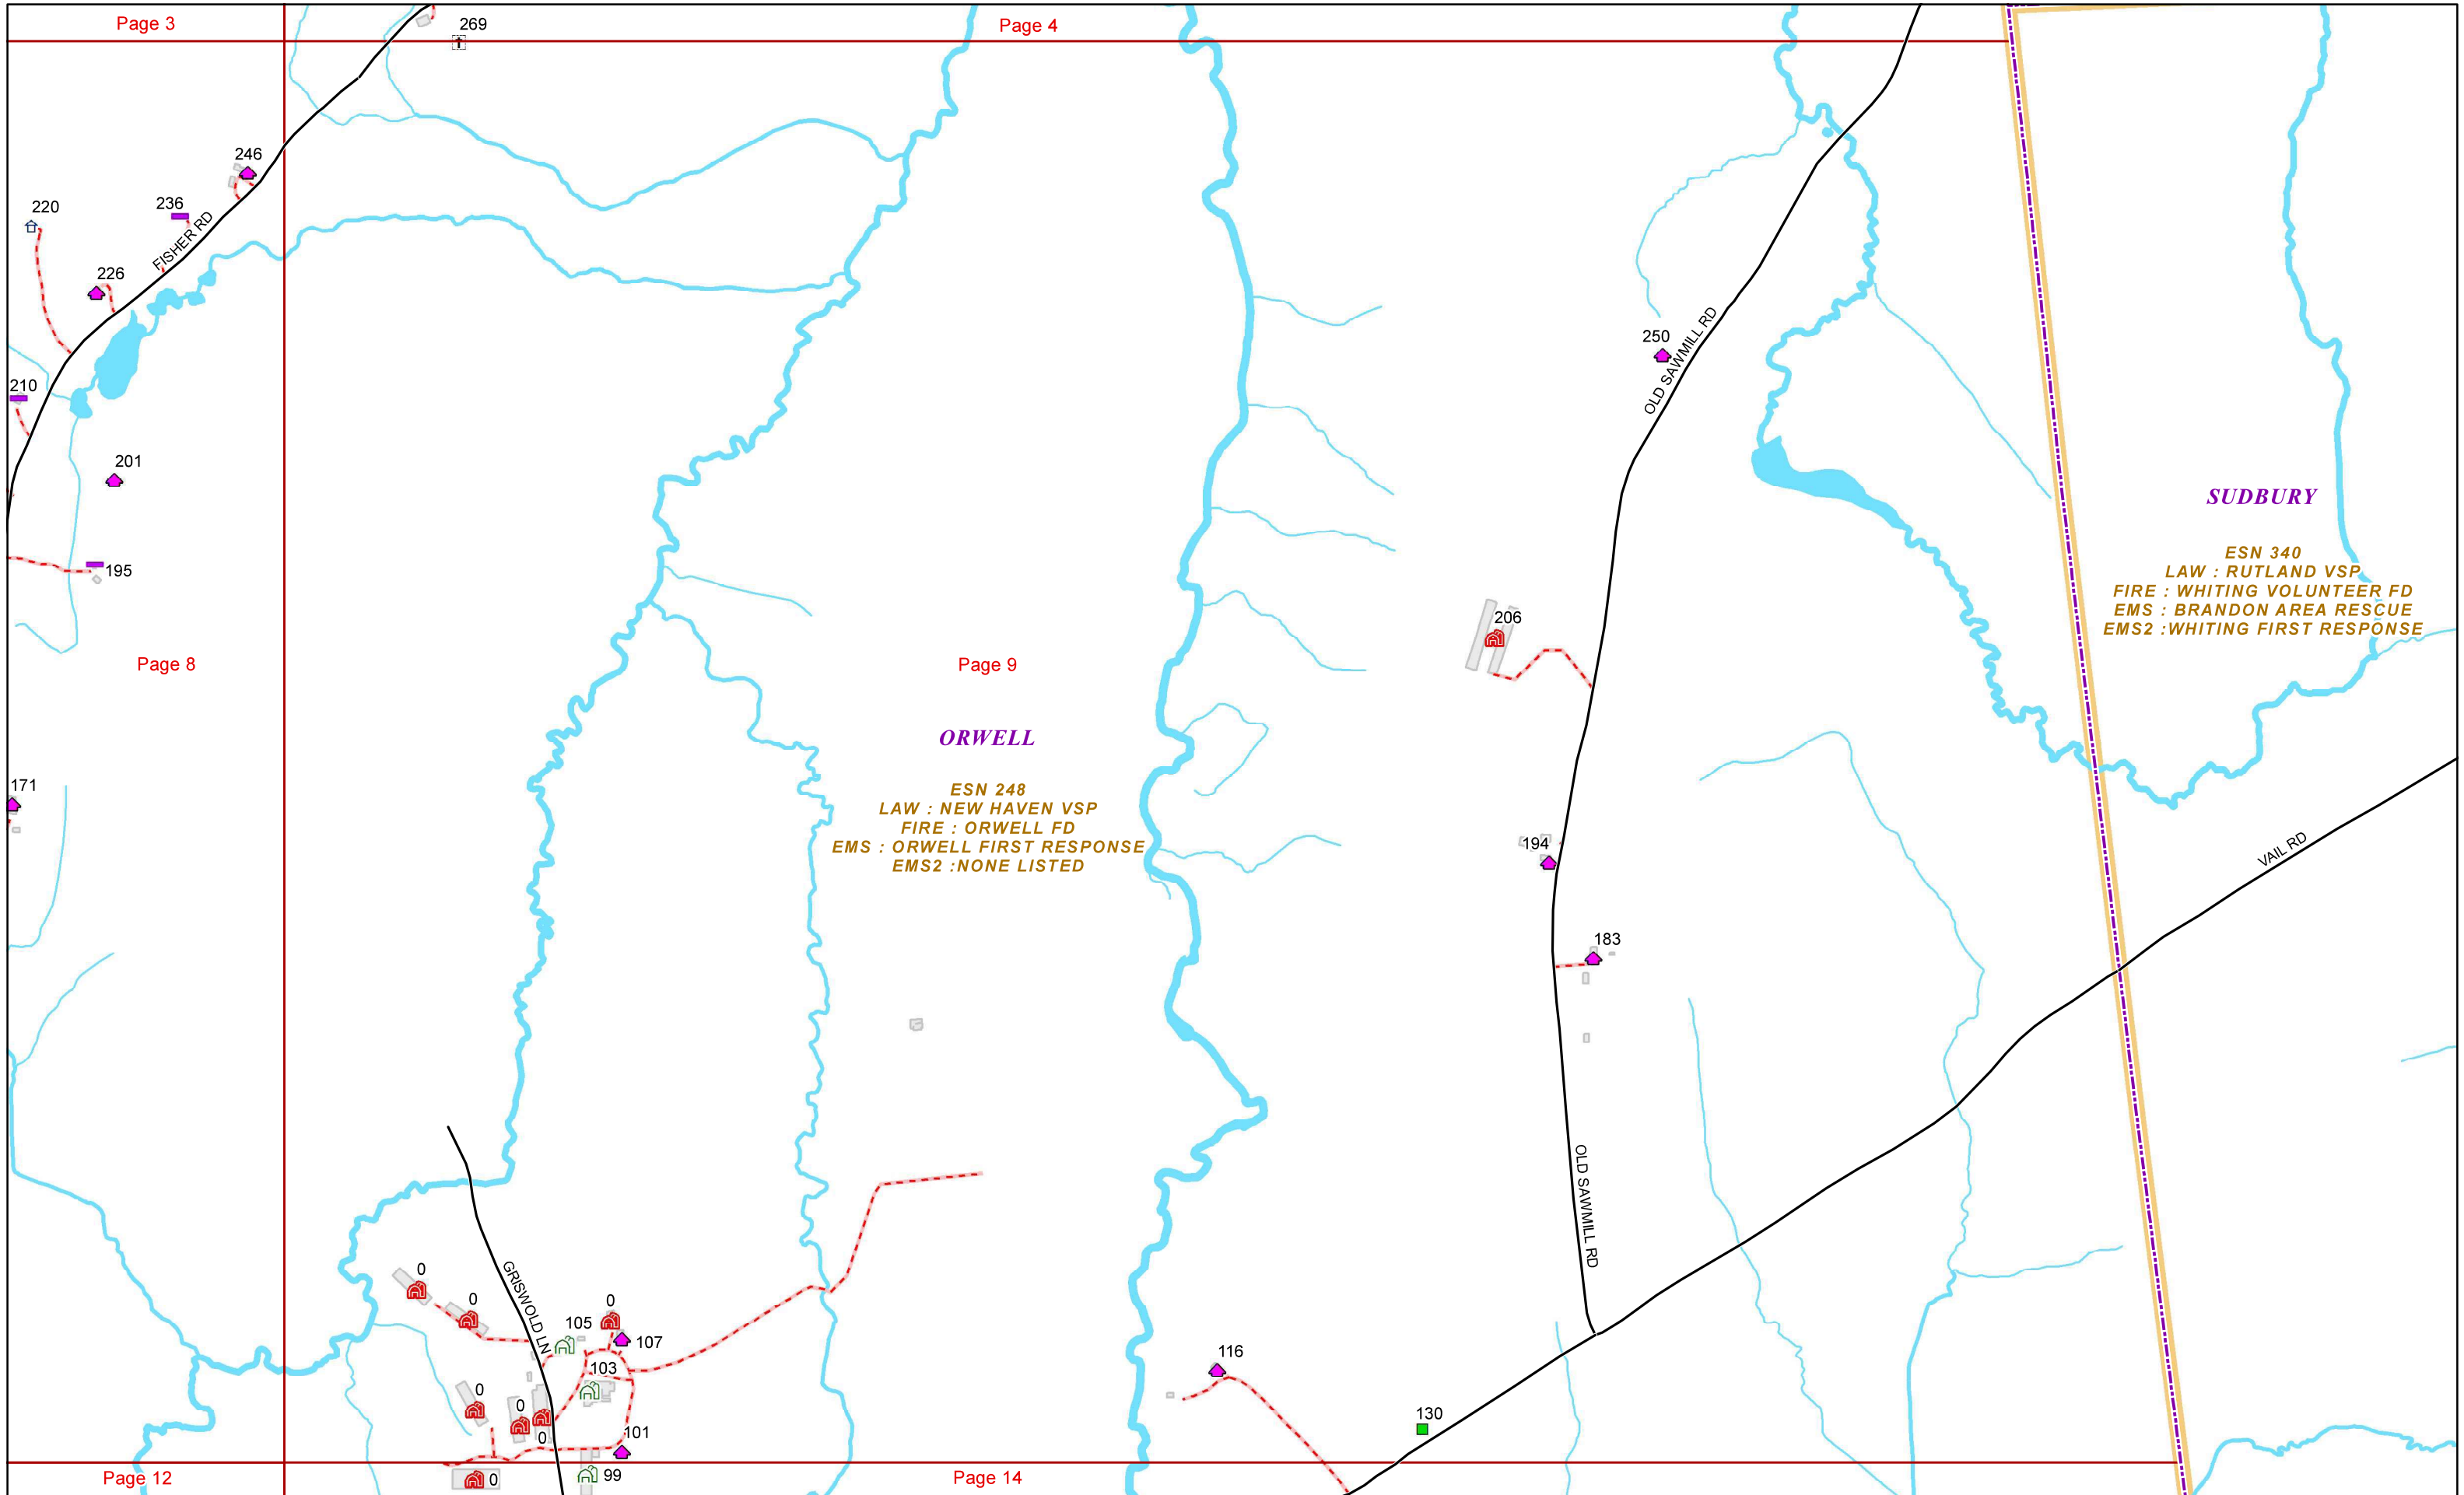 Page 3
269
Page 4
246
220
236
FISHER RD
226
250
OLD SAWMILL RD
210
201
SUDBURY
ESN 340
LAW : RUTLAND VSP
FIRE : WHITING VOLUNTEER FD
EMS : BRANDON AREA RESCUE
EMS2 :WHITING FIRST RESPONSE
195
206
Page 8
Page 9
ORWELL
ESN 248
LAW : NEW HAVEN VSP
FIRE : ORWELL FD
EMS : ORWELL FIRST RESPONSE
EMS2 :NONE LISTED
171
194
VAIL RD
183
OLD SAWMILL RD
GRISWOLD LN
0
0
0
105
107
103
116
0
0
130
101
0
Page 12
0
99
Page 14